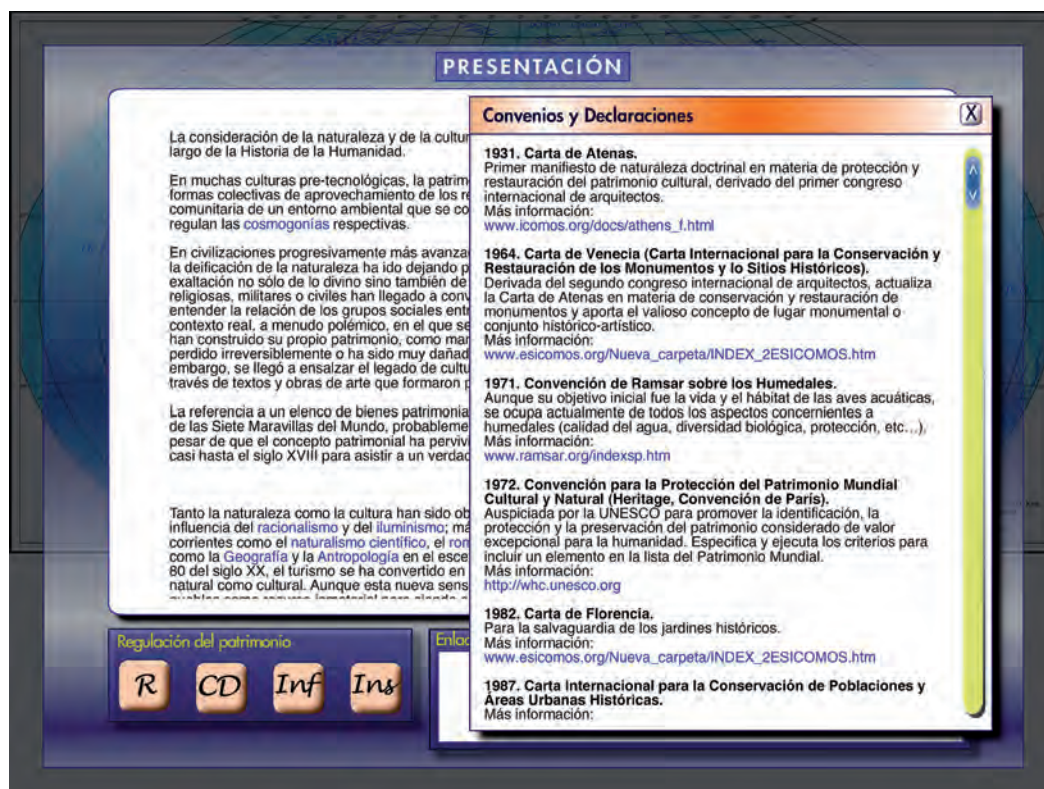 PRESENTACIÓN
La consideración de la naturaleza y de la cultur
largo de la Historia de la Humanidad.
En muchas culturas pre-tecnológicas, la patrim
formas colectivas de aprovechamiento de los re
comunitaria de un entorno ambiental que se co
regulan las cosmogonías respectivas.
En civilizaciones progresivamente más avanza
la deificación de la naturaleza ha ido dejando p
exaltación no sólo de lo divino sino también de
religiosas, militares o civiles han llegado a conv
entender la relación de los grupos sociales entr
contexto real, a menudo polémico, en el que se
han construido su propio patrimonio, como mar
perdido irreversiblemente o ha sido muy dañad
embargo, se llegó a ensalzar el legado de cultu
través de textos y obras de arte que formaron p
La referencia a un elenco de bienes patrimonia
de las Siete Maravillas del Mundo, probableme
pesar de que el concepto patrimonial ha pervivi
casi hasta el siglo XVIII para asistir a un verdad
Tanto la naturaleza como la cultura han sido ob
influencia del racionalismo y del iluminismo; má
corrientes como el naturalismo científico, el rom
como la Geografía y la Antropología en el esce
80 del siglo XX, el turismo se ha convertido en
natural como cultural. Aunque esta nueva sens
Convenios y Declaraciones
X
1931. Carta de Atenas.
Primer manifiesto de naturaleza doctrinal en materia de protección y
restauración del patrimonio cultural, derivado del primer congreso
internacional de arquitectos.
Más información:
www.icomos.org/docs/athens_f.html
1964. Carta de Venecia (Carta Internacional para la Conservación y
Restauración de los Monumentos y lo Sitios Históricos).
Derivada del segundo congreso internacional de arquitectos, actualiza
la Carta de Atenas en materia de conservación y restauración de
monumentos y aporta el valioso concepto de lugar monumental o
conjunto histórico-artístico.
Más información:
www.esicomos.org/Nueva_carpeta/INDEX_2ESICOMOS.htm
1971. Convención de Ramsar sobre los Humedales.
Aunque su objetivo inicial fue la vida y el hábitat de las aves acuáticas,
se ocupa actualmente de todos los aspectos concernientes a
humedales (calidad del agua, diversidad biológica, protección, etc...),
Más información:
www.ramsar.org/indexsp.htm
1972. Convención para la Protección del Patrimonio Mundial
Cultural y Natural (Heritage, Convención de París).
Auspiciada por la UNESCO para promover la identificación, la
protección y la preservación del patrimonio considerado de valor
excepcional para la humanidad. Especifica y ejecuta los criterios para
incluir un elemento en la lista del Patrimonio Mundial.
Más información:
http://whc.unesco.org
1982. Carta de Florencia.
Para la salvaguardia de los jardines históricos.
Más información:
www.esicomos.org/Nueva_carpeta/INDEX_2ESICOMOS.htm
1987. Carta Internacional para la Conservación de Poblaciones y
Áreas Urbanas Históricas.
Más información:
Regulación del patrimonio
R CD Inf Ins
Enlac